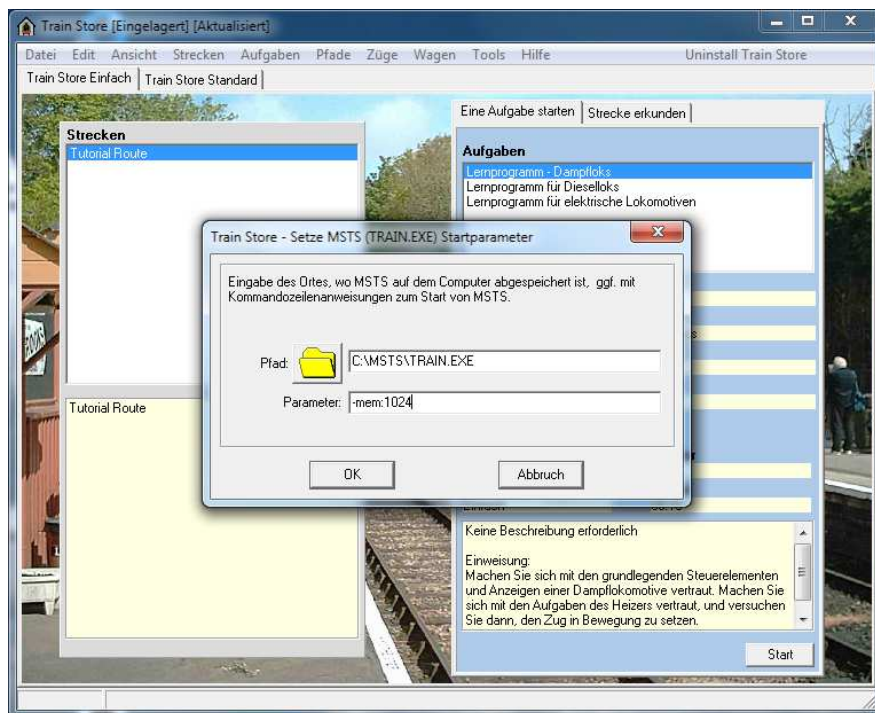 Train Store [Eingelagert] [Aktualisiert]
Datei Edit Ansicht Strecken Aufgaben Pfade Züge Wagen Tools Hilfe Uninstall Train Store
Train Store Einfach Train Store Standard
Eine Aufgabe starten Strecke erkunden
Strecken
Tutorial Route
Aufgaben
Lernprogramm - Dampfloks
Lernprogramm für Dieselloks
Lernprogramm für elektrische Lokomotiven
Train Store - Setze MSTS (TRAIN.EXE) Startparameter
Eingabe des Ortes, wo MSTS auf dem Computer abgespeichert ist, ggf. mit
Kommandozeilenanweisungen zum Start von MSTS.
Pfad: C:\MSTS\TRAIN.EXE
Parameter: -mem:1024
OK Abbruch
Tutorial Route
Keine Beschreibung erforderlich
Einweisung:
Machen Sie sich mit den grundlegenden Steuerelementen
und Anzeigen einer Dampflokomotive vertraut. Machen Sie
sich mit den Aufgaben des Heizers vertraut, und versuchen
Sie dann, den Zug in Bewegung zu setzen.
Start